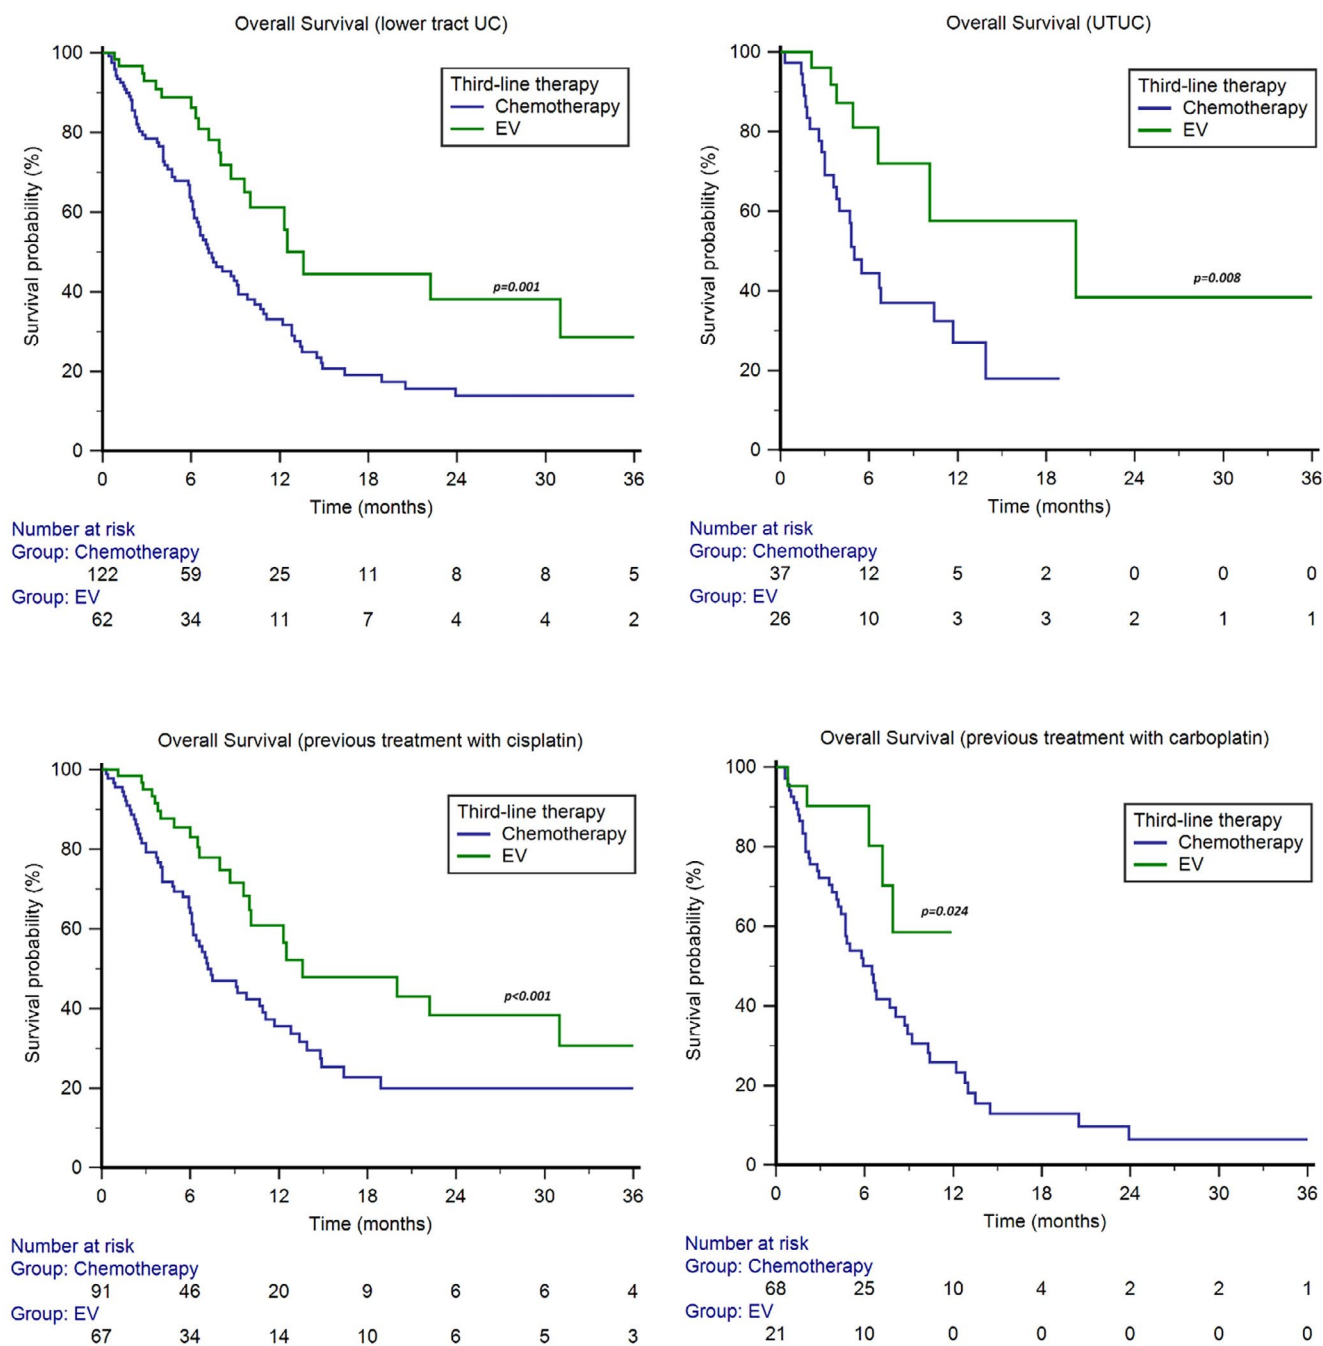 Overall Survival (lower tract UC)
Survival probability (%)
100
80
60
40
20
0
Third-line therapy
Chemotherapy
EV
p=0.001
0 6 12 18 24 30 36
Time (months)
Number at risk
Group: Chemotherapy
122 59 25 11 8 8 5
Group: EV
62 34 11 7 4 4 2
Overall Survival (UTUC)
Survival probability (%)
100
80
60
40
20
0
Third-line therapy
Chemotherapy
EV
p=0.008
0 6 12 18 24 30 36
Time (months)
Number at risk
Group: Chemotherapy
37 12 5 2 0 0 0
Group: EV
26 10 3 3 2 1 1
Overall Survival (previous treatment with cisplatin)
Survival probability (%)
100
80
60
40
20
0
Third-line therapy
Chemotherapy
EV
p<0.001
0 6 12 18 24 30 36
Time (months)
Number at risk
Group: Chemotherapy
91 46 20 9 6 6 4
Group: EV
67 34 14 10 6 5 3
Overall Survival (previous treatment with carboplatin)
Survival probability (%)
100
80
60
40
20
0
Third-line therapy
Chemotherapy
EV
p=0.024
0 6 12 18 24 30 36
Time (months)
Number at risk
Group: Chemotherapy
68 25 10 4 2 2 1
Group: EV
21 10 0 0 0 0 0